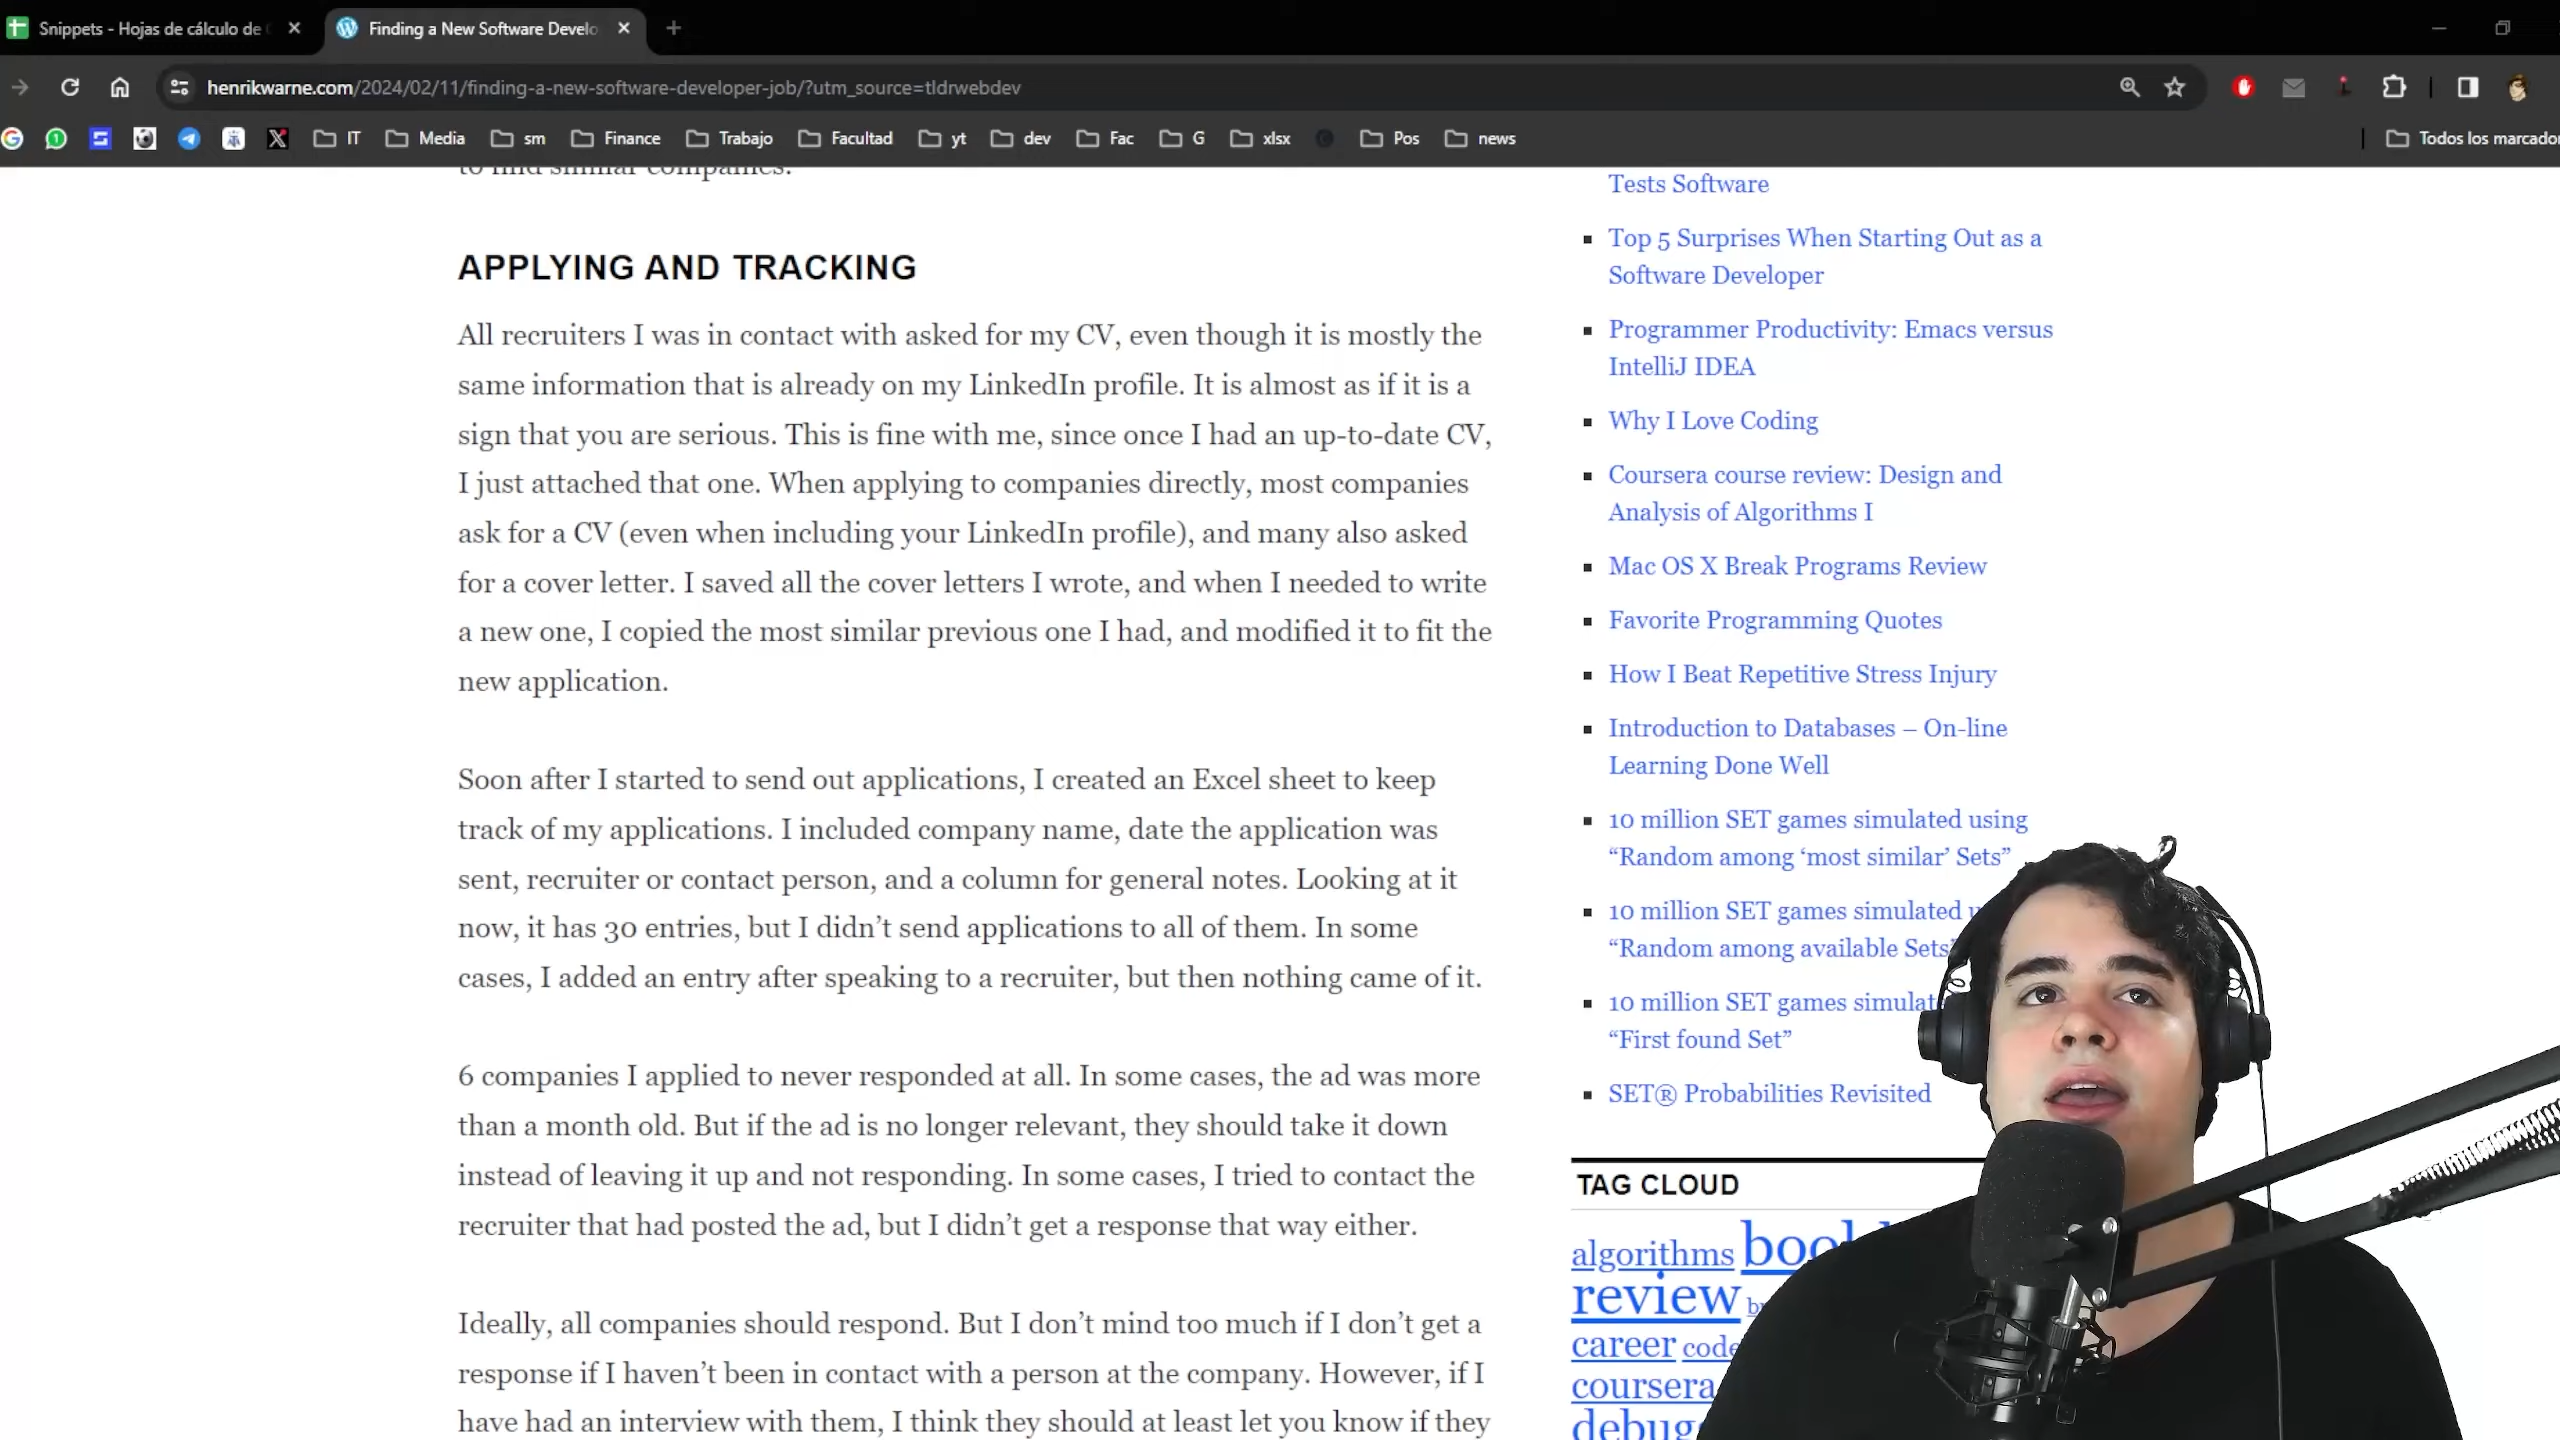 Snippets - Hojas de cálculo de
Finding a New Software Develo
henrikwarne.com/2024/02/11/finding-a-new-software-developer-job/?utm_source=tldrwebdev
IT Media sm Finance Trabajo Facultad yt dev Fac G xlsx Pos news Todos los marcador
to find similar companies.
APPLYING AND TRACKING
All recruiters I was in contact with asked for my CV, even though it is mostly the
same information that is already on my LinkedIn profile. It is almost as if it is a
sign that you are serious. This is fine with me, since once I had an up-to-date CV,
I just attached that one. When applying to companies directly, most companies
ask for a CV (even when including your LinkedIn profile), and many also asked
for a cover letter. I saved all the cover letters I wrote, and when I needed to write
a new one, I copied the most similar previous one I had, and modified it to fit the
new application.
Soon after I started to send out applications, I created an Excel sheet to keep
track of my applications. I included company name, date the application was
sent, recruiter or contact person, and a column for general notes. Looking at it
now, it has 30 entries, but I didn’t send applications to all of them. In some
cases, I added an entry after speaking to a recruiter, but then nothing came of it.
6 companies I applied to never responded at all. In some cases, the ad was more
than a month old. But if the ad is no longer relevant, they should take it down
instead of leaving it up and not responding. In some cases, I tried to contact the
recruiter that had posted the ad, but I didn’t get a response that way either.
Ideally, all companies should respond. But I don’t mind too much if I don’t get a
response if I haven’t been in contact with a person at the company. However, if I
have had an interview with them, I think they should at least let you know if they
Tests Software
Top 5 Surprises When Starting Out as a
Software Developer
Programmer Productivity: Emacs versus
IntelliJ IDEA
Why I Love Coding
Coursera course review: Design and
Analysis of Algorithms I
Mac OS X Break Programs Review
Favorite Programming Quotes
How I Beat Repetitive Stress Injury
Introduction to Databases – On-line
Learning Done Well
10 million SET games simulated using
“Random among ‘most similar’ Sets”
10 million SET games simulated
“Random among available Sets”
10 million SET games simulat
“First found Set”
SET® Probabilities Revisited
TAG CLOUD
algorithms boo
review
career code
coursera
debug